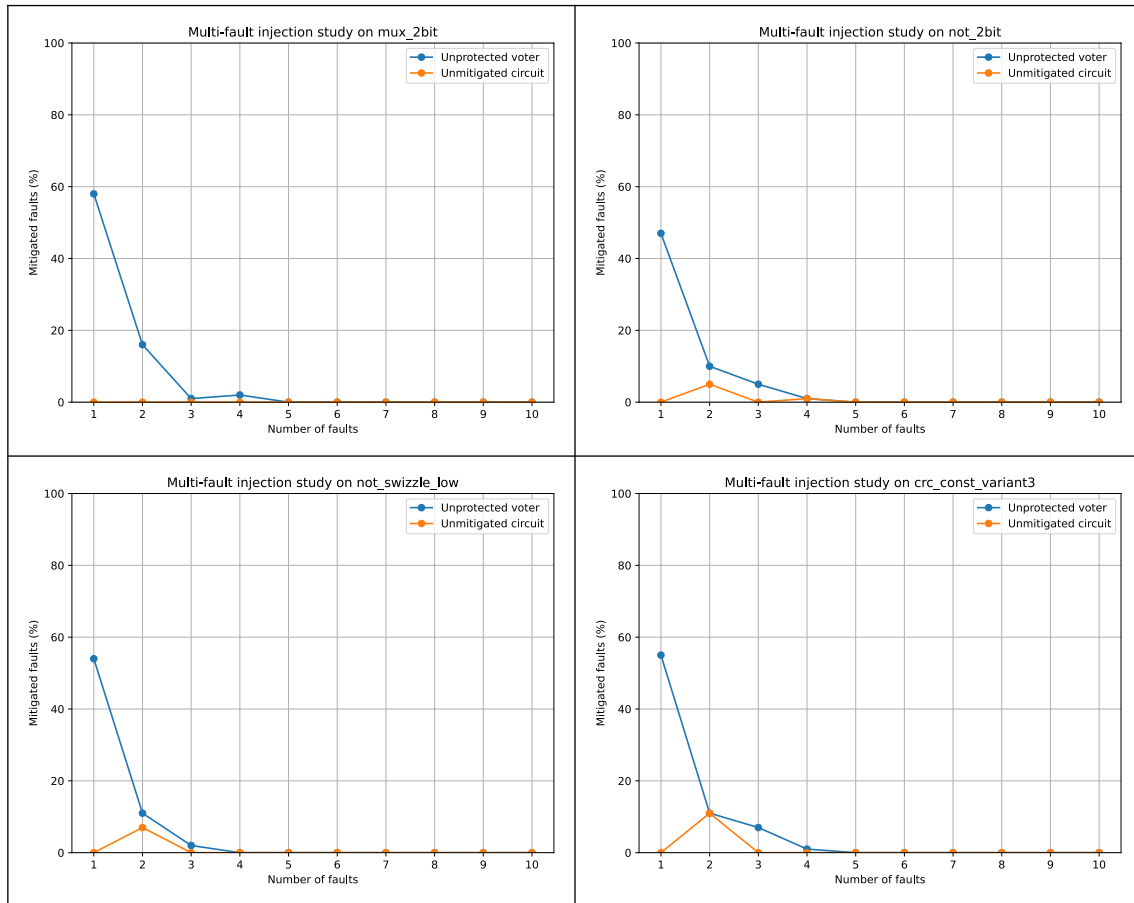 Multi-fault injection study on mux_2bit
Unprotected voter
Unmitigated circuit
Mitigated faults (%)
100
80
60
40
20
0
1 2 3 4 5 6 7 8 9 10
Number of faults
Multi-fault injection study on not_2bit
Unprotected voter
Unmitigated circuit
Mitigated faults (%)
100
80
60
40
20
0
1 2 3 4 5 6 7 8 9 10
Number of faults
Multi-fault injection study on not_swizzle_low
Unprotected voter
Unmitigated circuit
Mitigated faults (%)
100
80
60
40
20
0
1 2 3 4 5 6 7 8 9 10
Number of faults
Multi-fault injection study on crc_const_variant3
Unprotected voter
Unmitigated circuit
Mitigated faults (%)
100
80
60
40
20
0
1 2 3 4 5 6 7 8 9 10
Number of faults